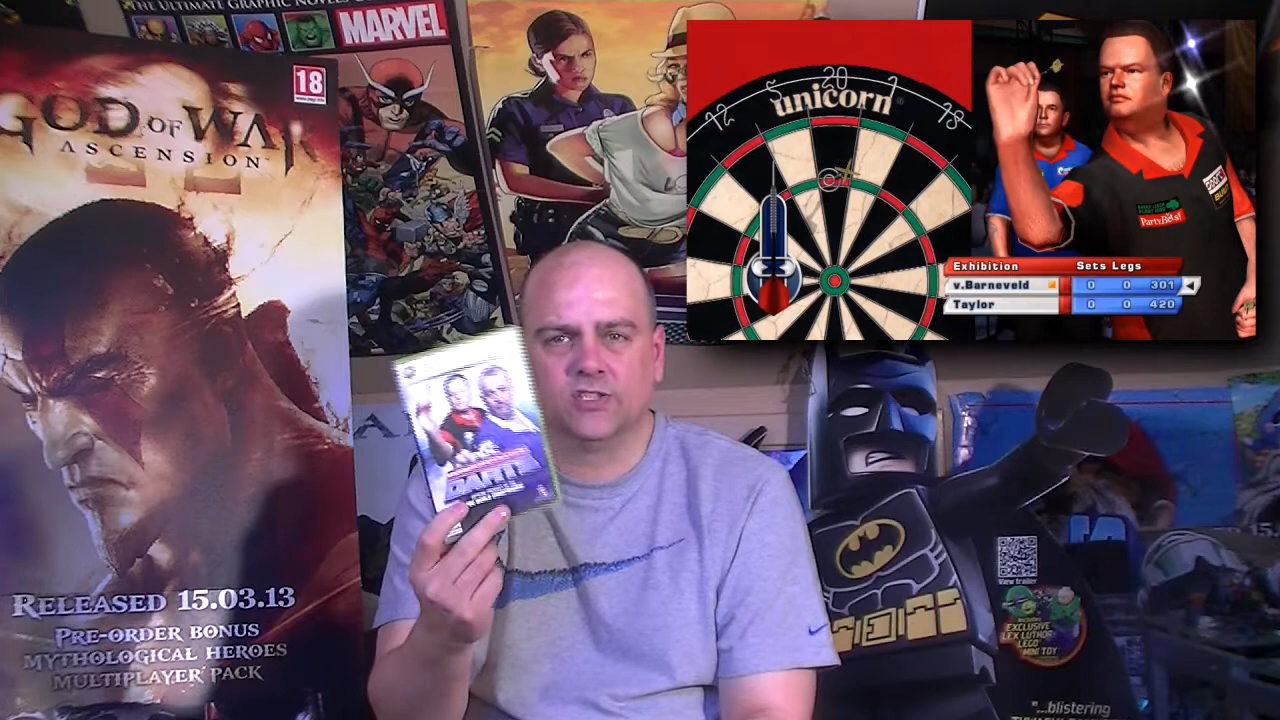 THE ULTIMATE GRAPHIC NOVELS
MARVEL
18
GOD OF WAR
ASCENSION
RELEASED 15.03.13
PRE-ORDER BONUS
MYTHOLOGICAL HEROES
MULTIPLAYER PACK
DARTS
12 5 20 1 18
unicorn
PartyBets!
Exhibition Sets Legs
v.Barneveld 0 0 301
Taylor 0 0 420
View trailer
EXCLUSIVE
LEX LUTHOR
LEGO
MINI TOY
"...blistering